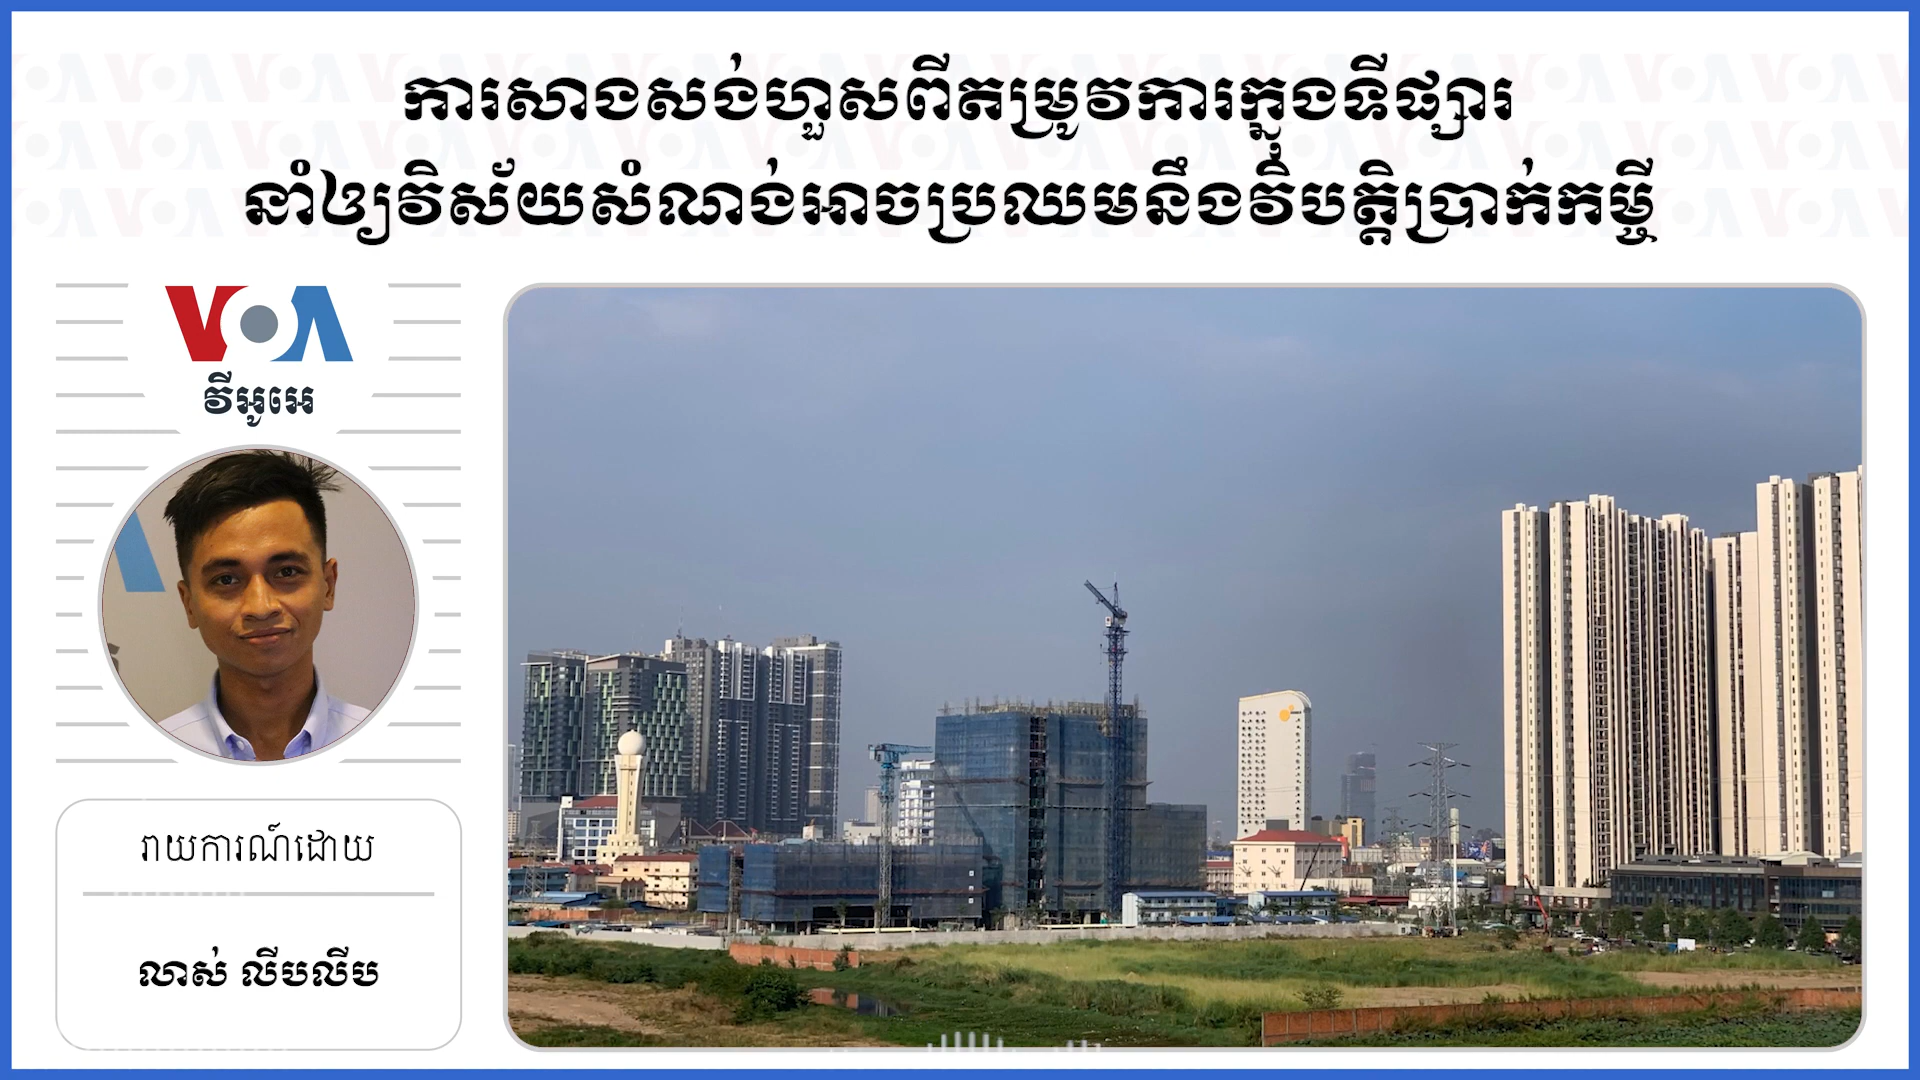 ការសាងសង់ហួសពីតម្រូវការក្នុងទីផ្សារ
នាំឲ្យវិស័យសំណង់អាចប្រឈមនឹងវិបត្តិប្រាក់កម្ចី
VOA
វីអូអេ
រាយការណ៍ដោយ
លាស់ លីបលីប